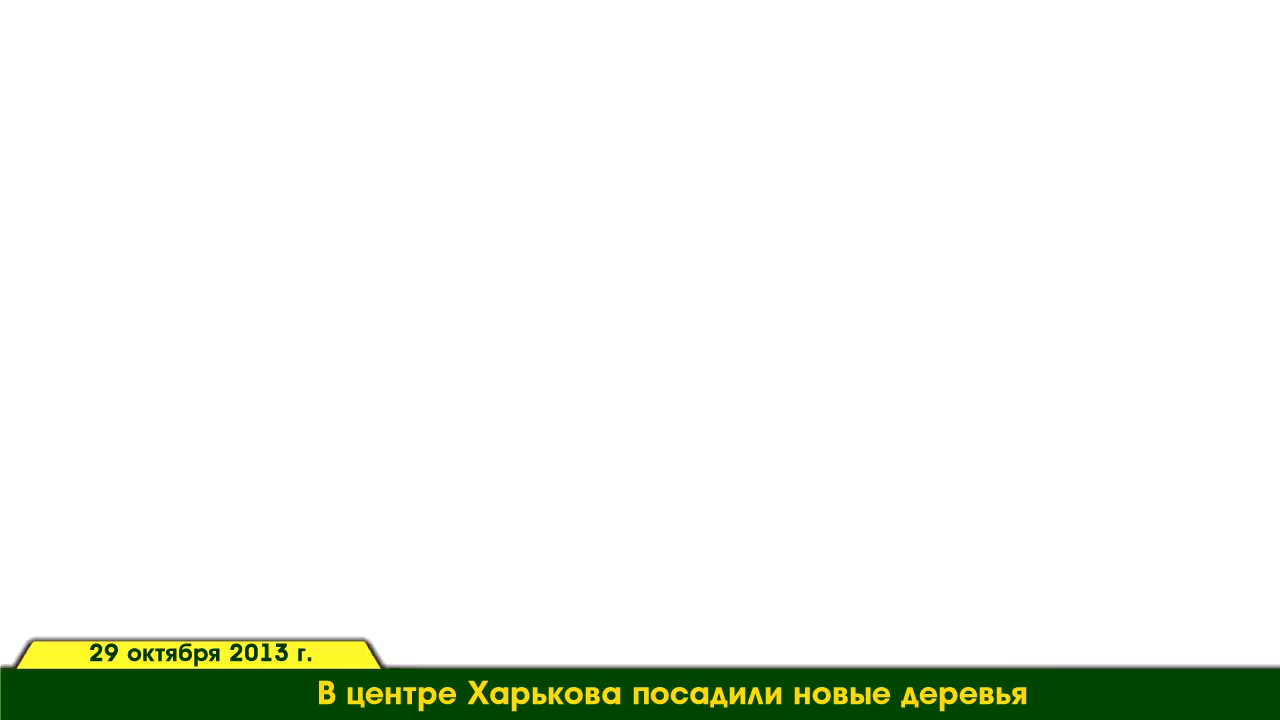 29 октября 2013 г.
В центре Харькова посадили новые деревья